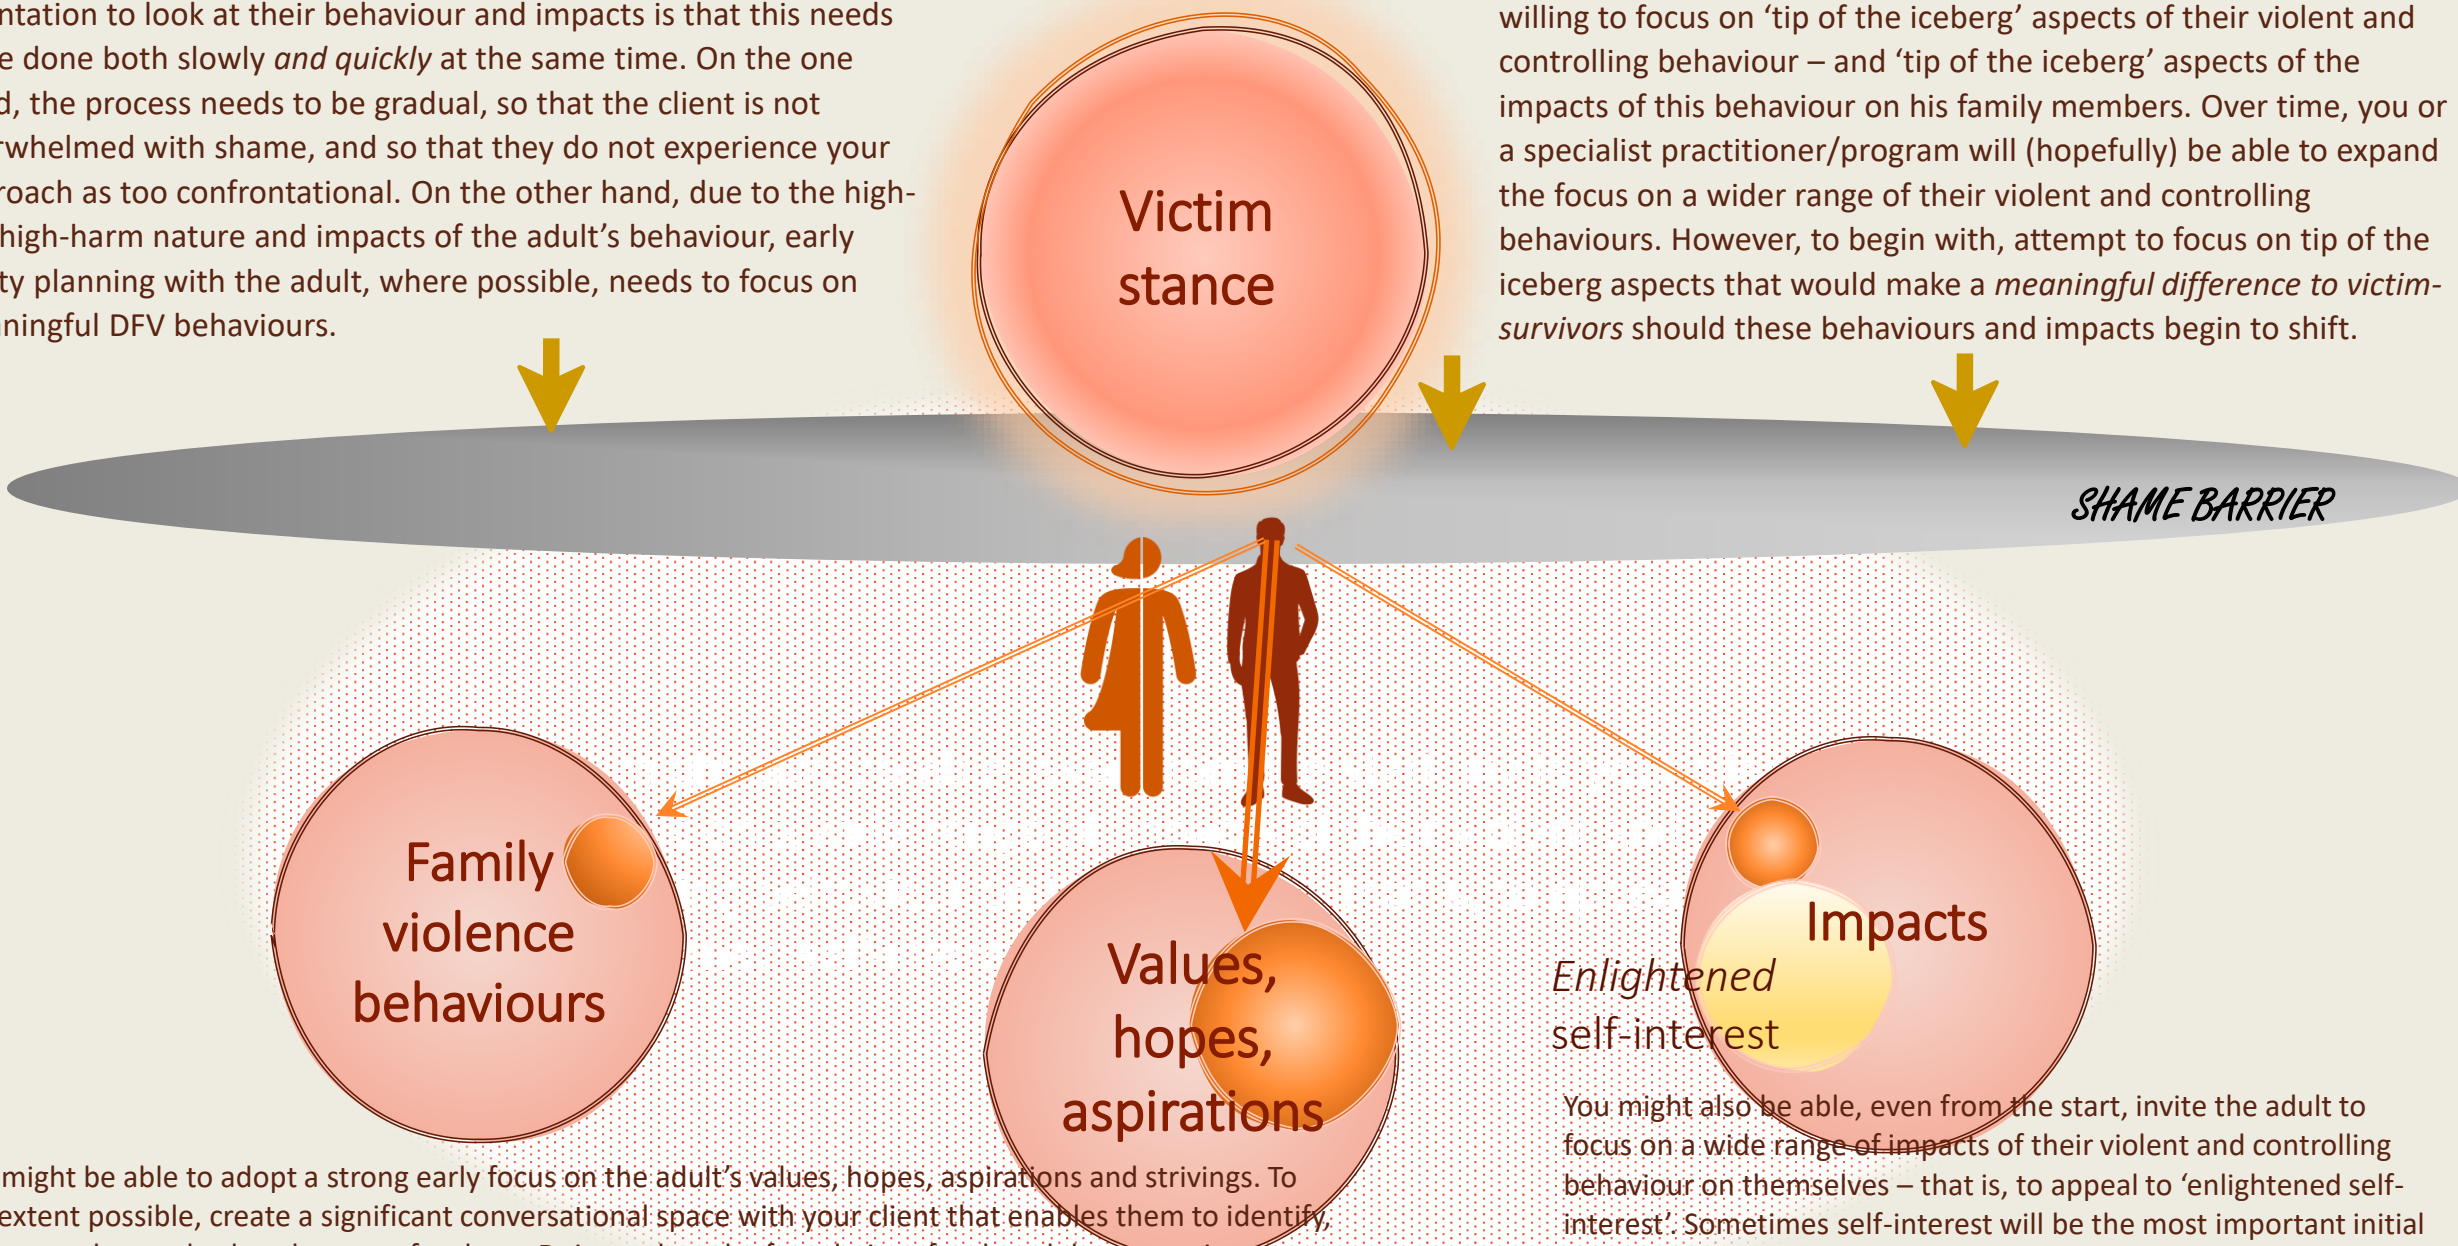 ntation to look at their behaviour and impacts is that this needs
e done both slowly and quickly at the same time. On the one
d, the process needs to be gradual, so that the client is not
rwhelmed with shame, and so that they do not experience your
roach as too confrontational. On the other hand, due to the high-
high-harm nature and impacts of the adult’s behaviour, early
ty planning with the adult, where possible, needs to focus on
ningful DFV behaviours.
Victim
stance
willing to focus on ‘tip of the iceberg’ aspects of their violent and
controlling behaviour – and ‘tip of the iceberg’ aspects of the
impacts of this behaviour on his family members. Over time, you or
a specialist practitioner/program will (hopefully) be able to expand
the focus on a wider range of their violent and controlling
behaviours. However, to begin with, attempt to focus on tip of the
iceberg aspects that would make a meaningful difference to victim-
survivors should these behaviours and impacts begin to shift.
SHAME BARRIER
Family
violence
behaviours
Values,
hopes,
aspirations
Impacts
Enlightened
self-interest
might be able to adopt a strong early focus on the adult’s values, hopes, aspirations and strivings. To
extent possible, create a significant conversational space with your client that enables them to identify,
You might also be able, even from the start, invite the adult to
focus on a wide range of impacts of their violent and controlling
behaviour on themselves – that is, to appeal to ‘enlightened self-
interest’. Sometimes self-interest will be the most important initial